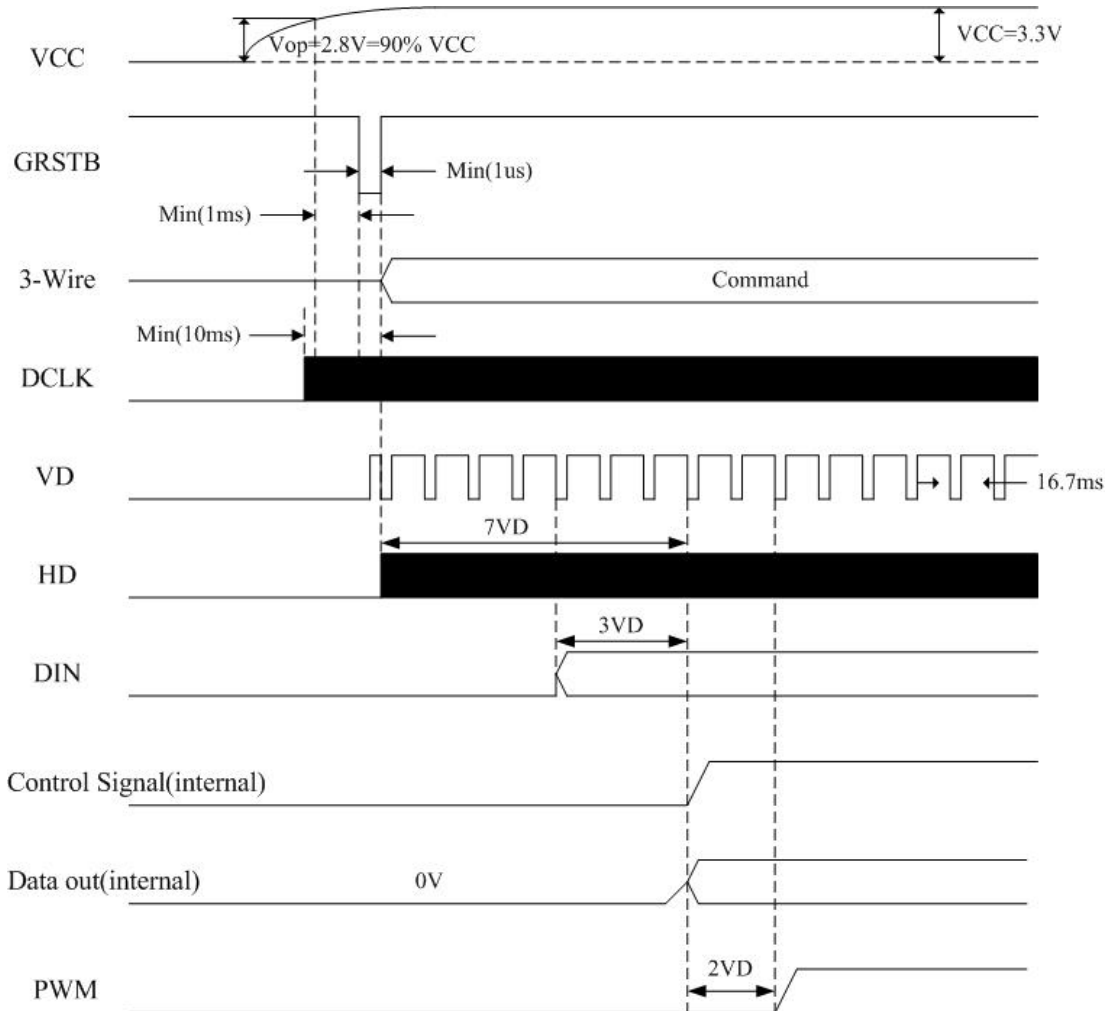 Vop=2.8V=90% VCC
VCC=3.3V
VCC
GRSTB
Min(1us)
Min(1ms)
3-Wire
Command
Min(10ms)
DCLK
VD
16.7ms
7VD
HD
3VD
DIN
Control Signal(internal)
Data out(internal)
0V
2VD
PWM